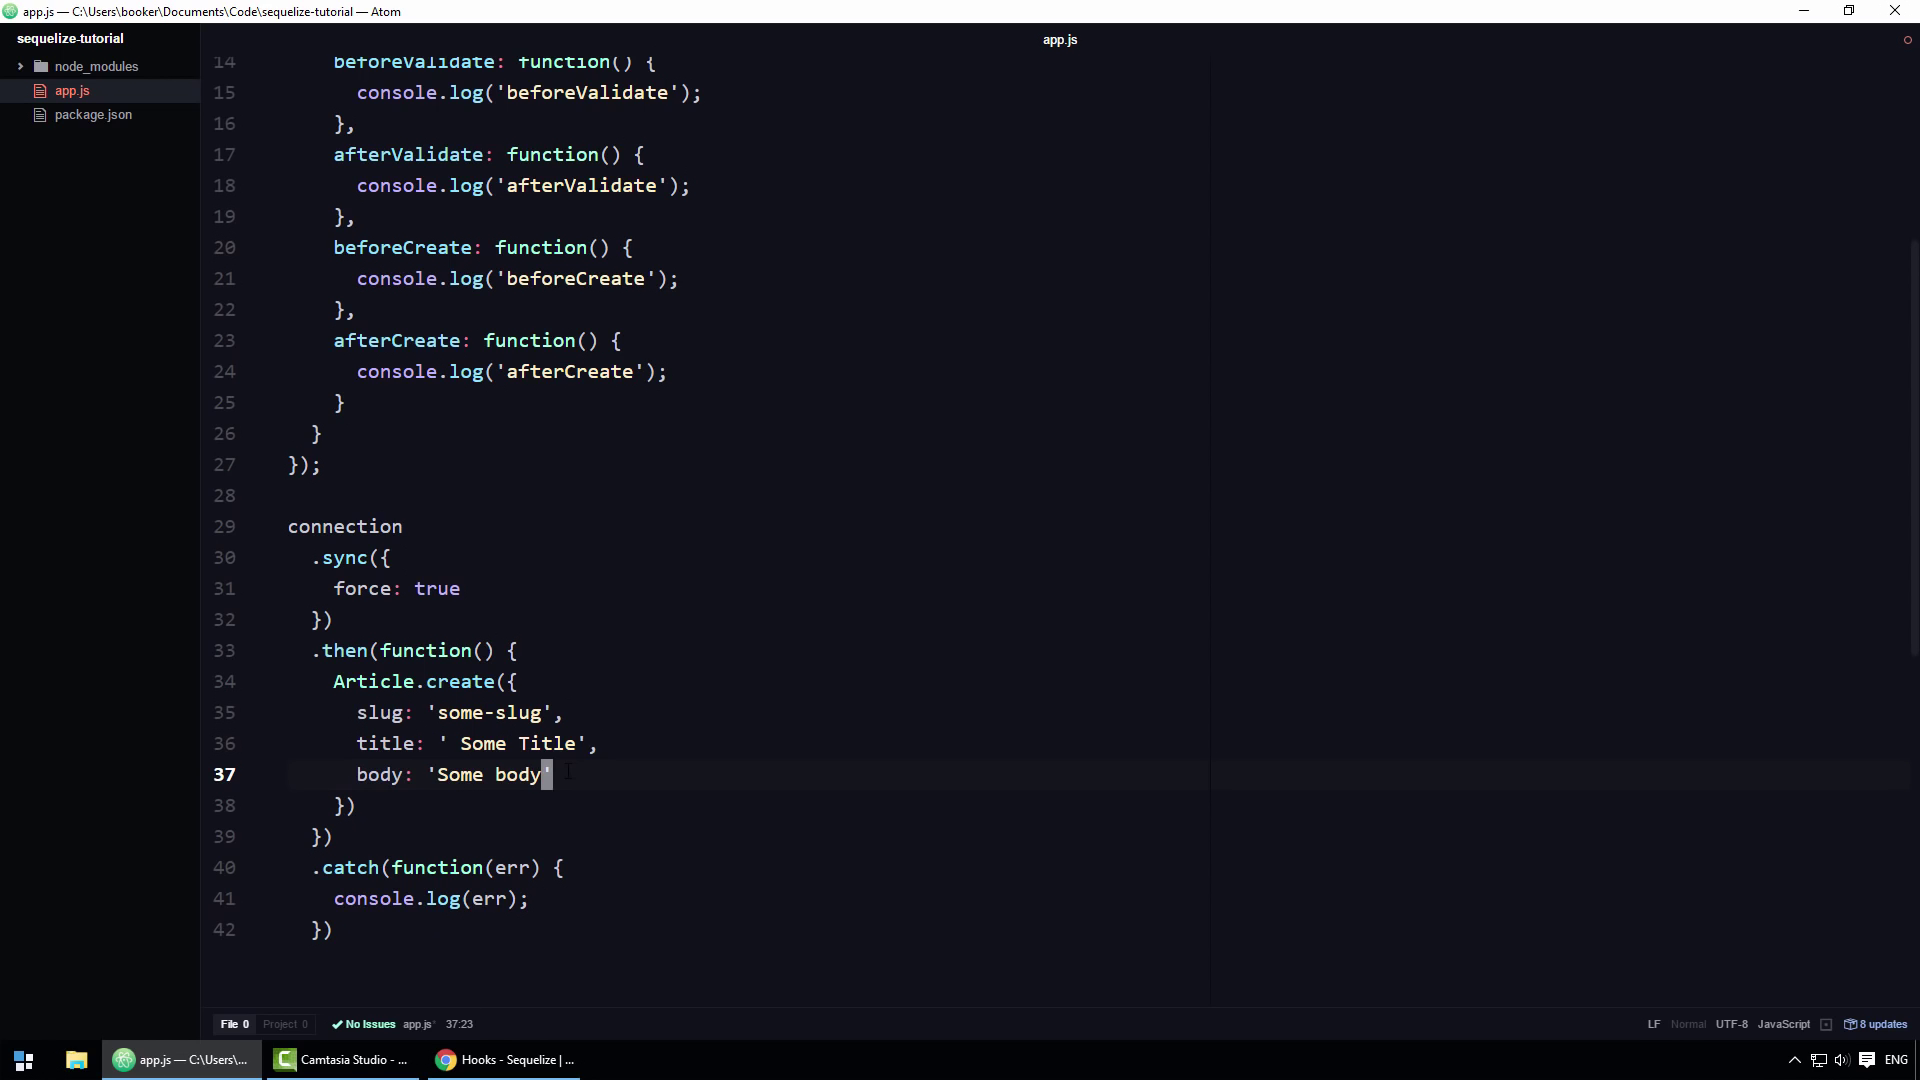 app.js — C:\Users\booker\Documents\Code\sequelize-tutorial — Atom
sequelize-tutorial
node_modules
app.js
package.json
app.js
14 beforeValidate: function() {
15 console.log('beforeValidate');
16 },
17 afterValidate: function() {
18 console.log('afterValidate');
19 },
20 beforeCreate: function() {
21 console.log('beforeCreate');
22 },
23 afterCreate: function() {
24 console.log('afterCreate');
25 }
26 }
27 });
28
29 connection
30 .sync({
31 force: true
32 })
33 .then(function() {
34 Article.create({
35 slug: 'some-slug',
36 title: ' Some Title',
37 body: 'Some body'
38 })
39 })
40 .catch(function(err) {
41 console.log(err);
42 })
File 0 Project 0 No Issues app.js* 37:23 LF Normal UTF-8 JavaScript 8 updates
app.js — C:\Users\... Camtasia Studio - ... Hooks - Sequelize | ... ENG